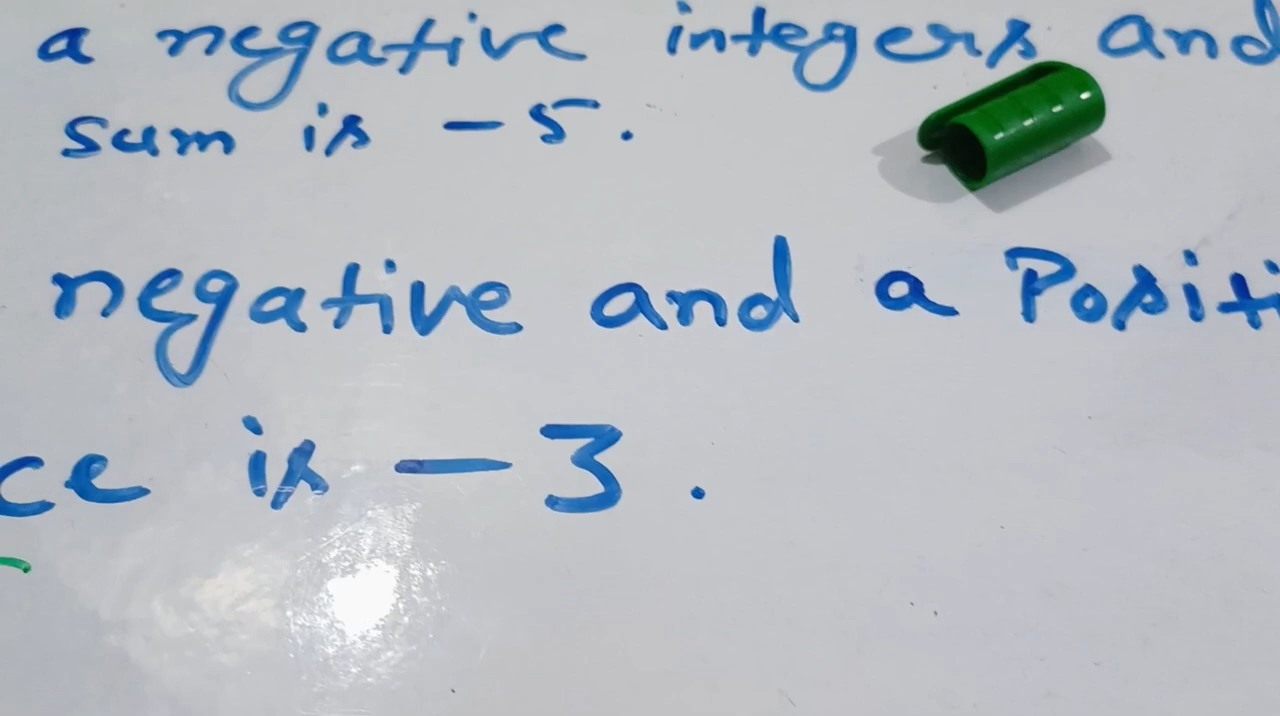 a negative integers and
sum is -5.
negative and a Positi
ce is -3.